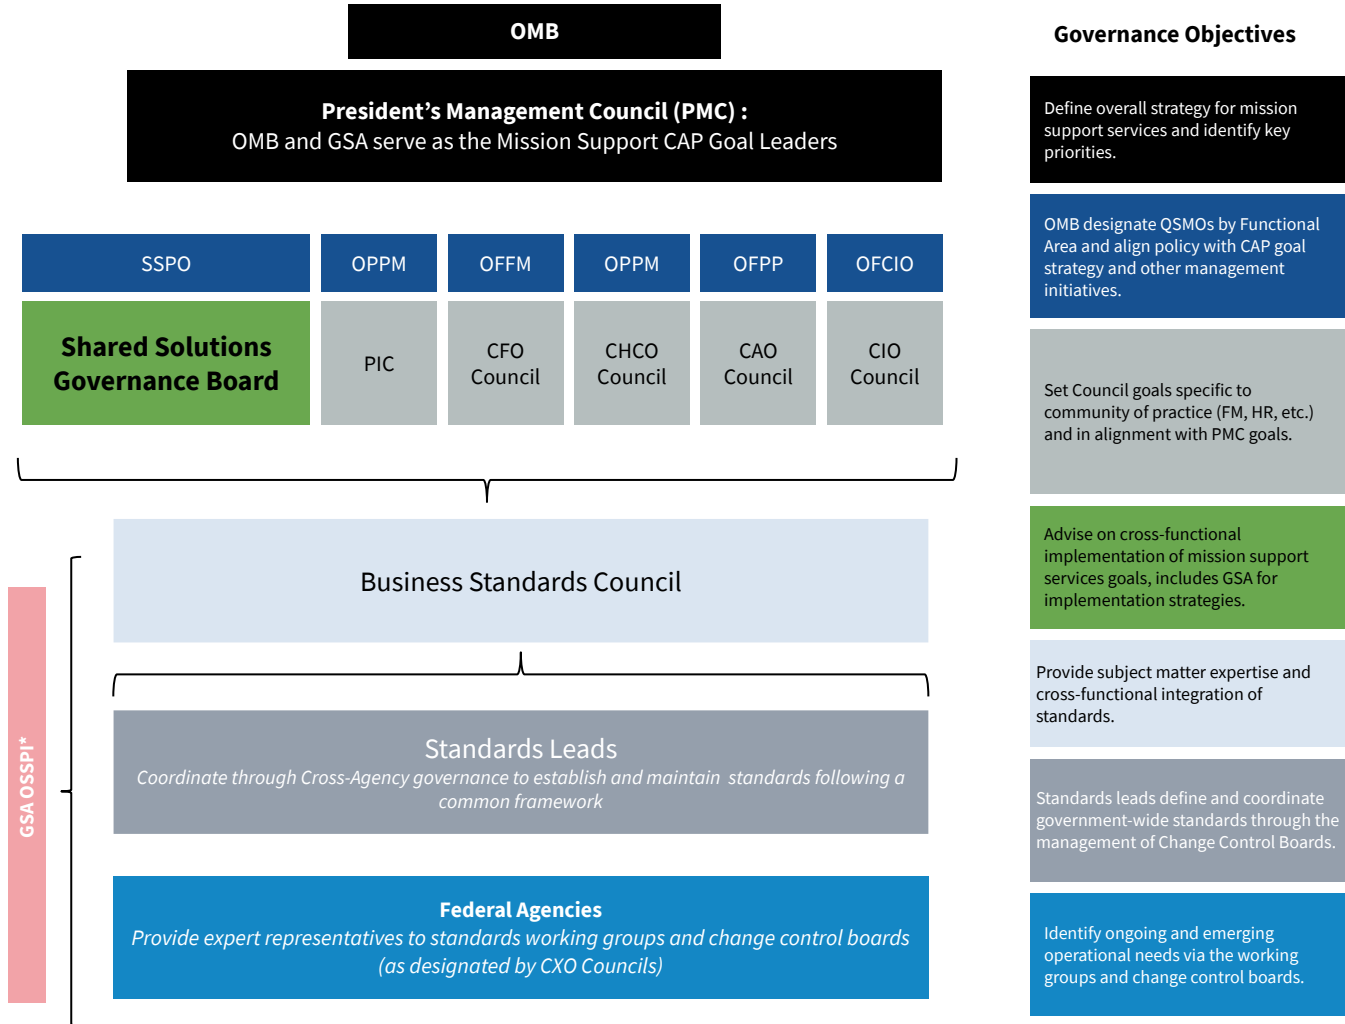 OMB
President’s Management Council (PMC) :
OMB and GSA serve as the Mission Support CAP Goal Leaders
SSPO
OPPM
OFFM
OPPM
OFPP
OFCIO
Shared Solutions
Governance Board
PIC
CFO
Council
CHCO
Council
CAO
Council
CIO
Council
Business Standards Council
GSA OSSPI*
Standards Leads
Coordinate through Cross-Agency governance to establish and maintain standards following a
common framework
Federal Agencies
Provide expert representatives to standards working groups and change control boards
(as designated by CXO Councils)
Governance Objectives
Define overall strategy for mission
support services and identify key
priorities.
OMB designate QSMOs by Functional
Area and align policy with CAP goal
strategy and other management
initiatives.
Set Council goals specific to
community of practice (FM, HR, etc.)
and in alignment with PMC goals.
Advise on cross-functional
implementation of mission support
services goals, includes GSA for
implementation strategies.
Provide subject matter expertise and
cross-functional integration of
standards.
Standards leads define and coordinate
government-wide standards through the
management of Change Control Boards.
Identify ongoing and emerging
operational needs via the working
groups and change control boards.